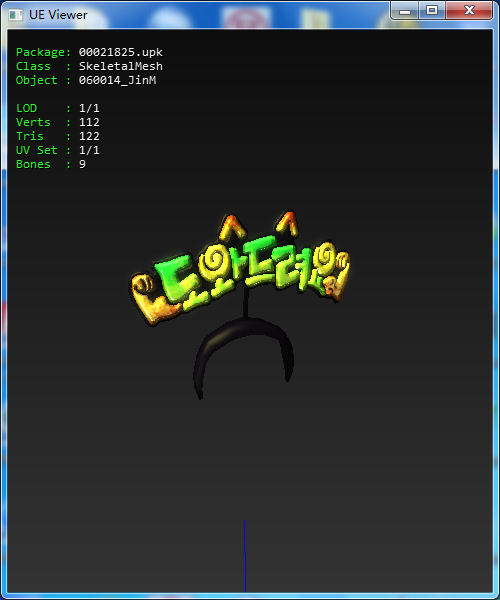 UE Viewer
Package: 00021825.upk
Class : SkeletalMesh
Object : 060014_JinM
LOD : 1/1
Verts : 112
Tris : 122
UV Set : 1/1
Bones : 9
도와드려요